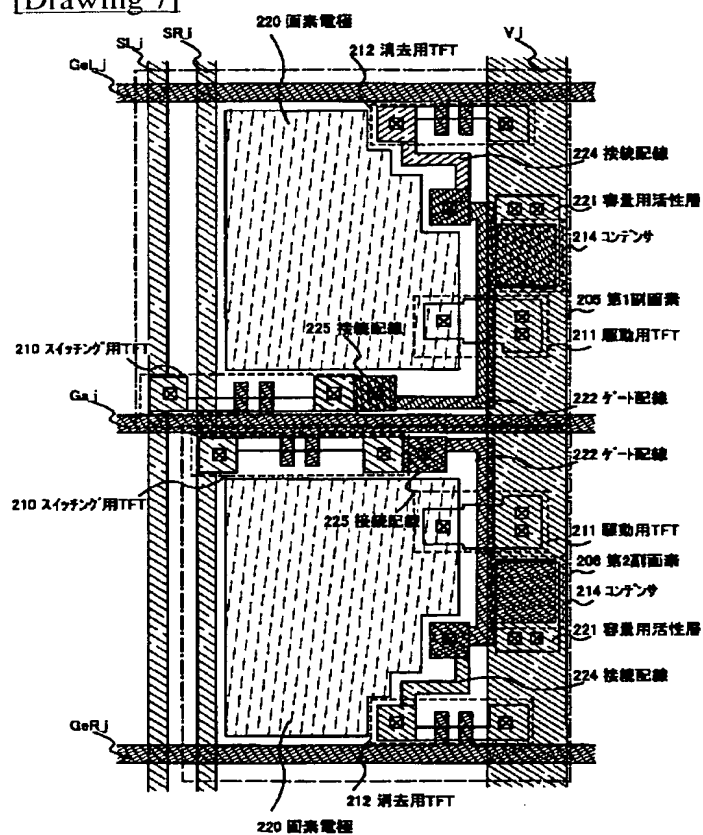 [Drawing 7]
220 画素電極
SLj
SRj
212 消去用TFT
Vj
GeLj
224 接続配線
221 容量用活性層
214 コンデンサ
205 第1副画素
225 接続配線
210 スイッチング用TFT
211 駆動用TFT
Gaj
222 ゲート配線
222 ゲート配線
210 スイッチング用TFT
225 接続配線
211 駆動用TFT
206 第2副画素
214 コンデンサ
221 容量用活性層
224 接続配線
GeRj
212 消去用TFT
220 画素電極